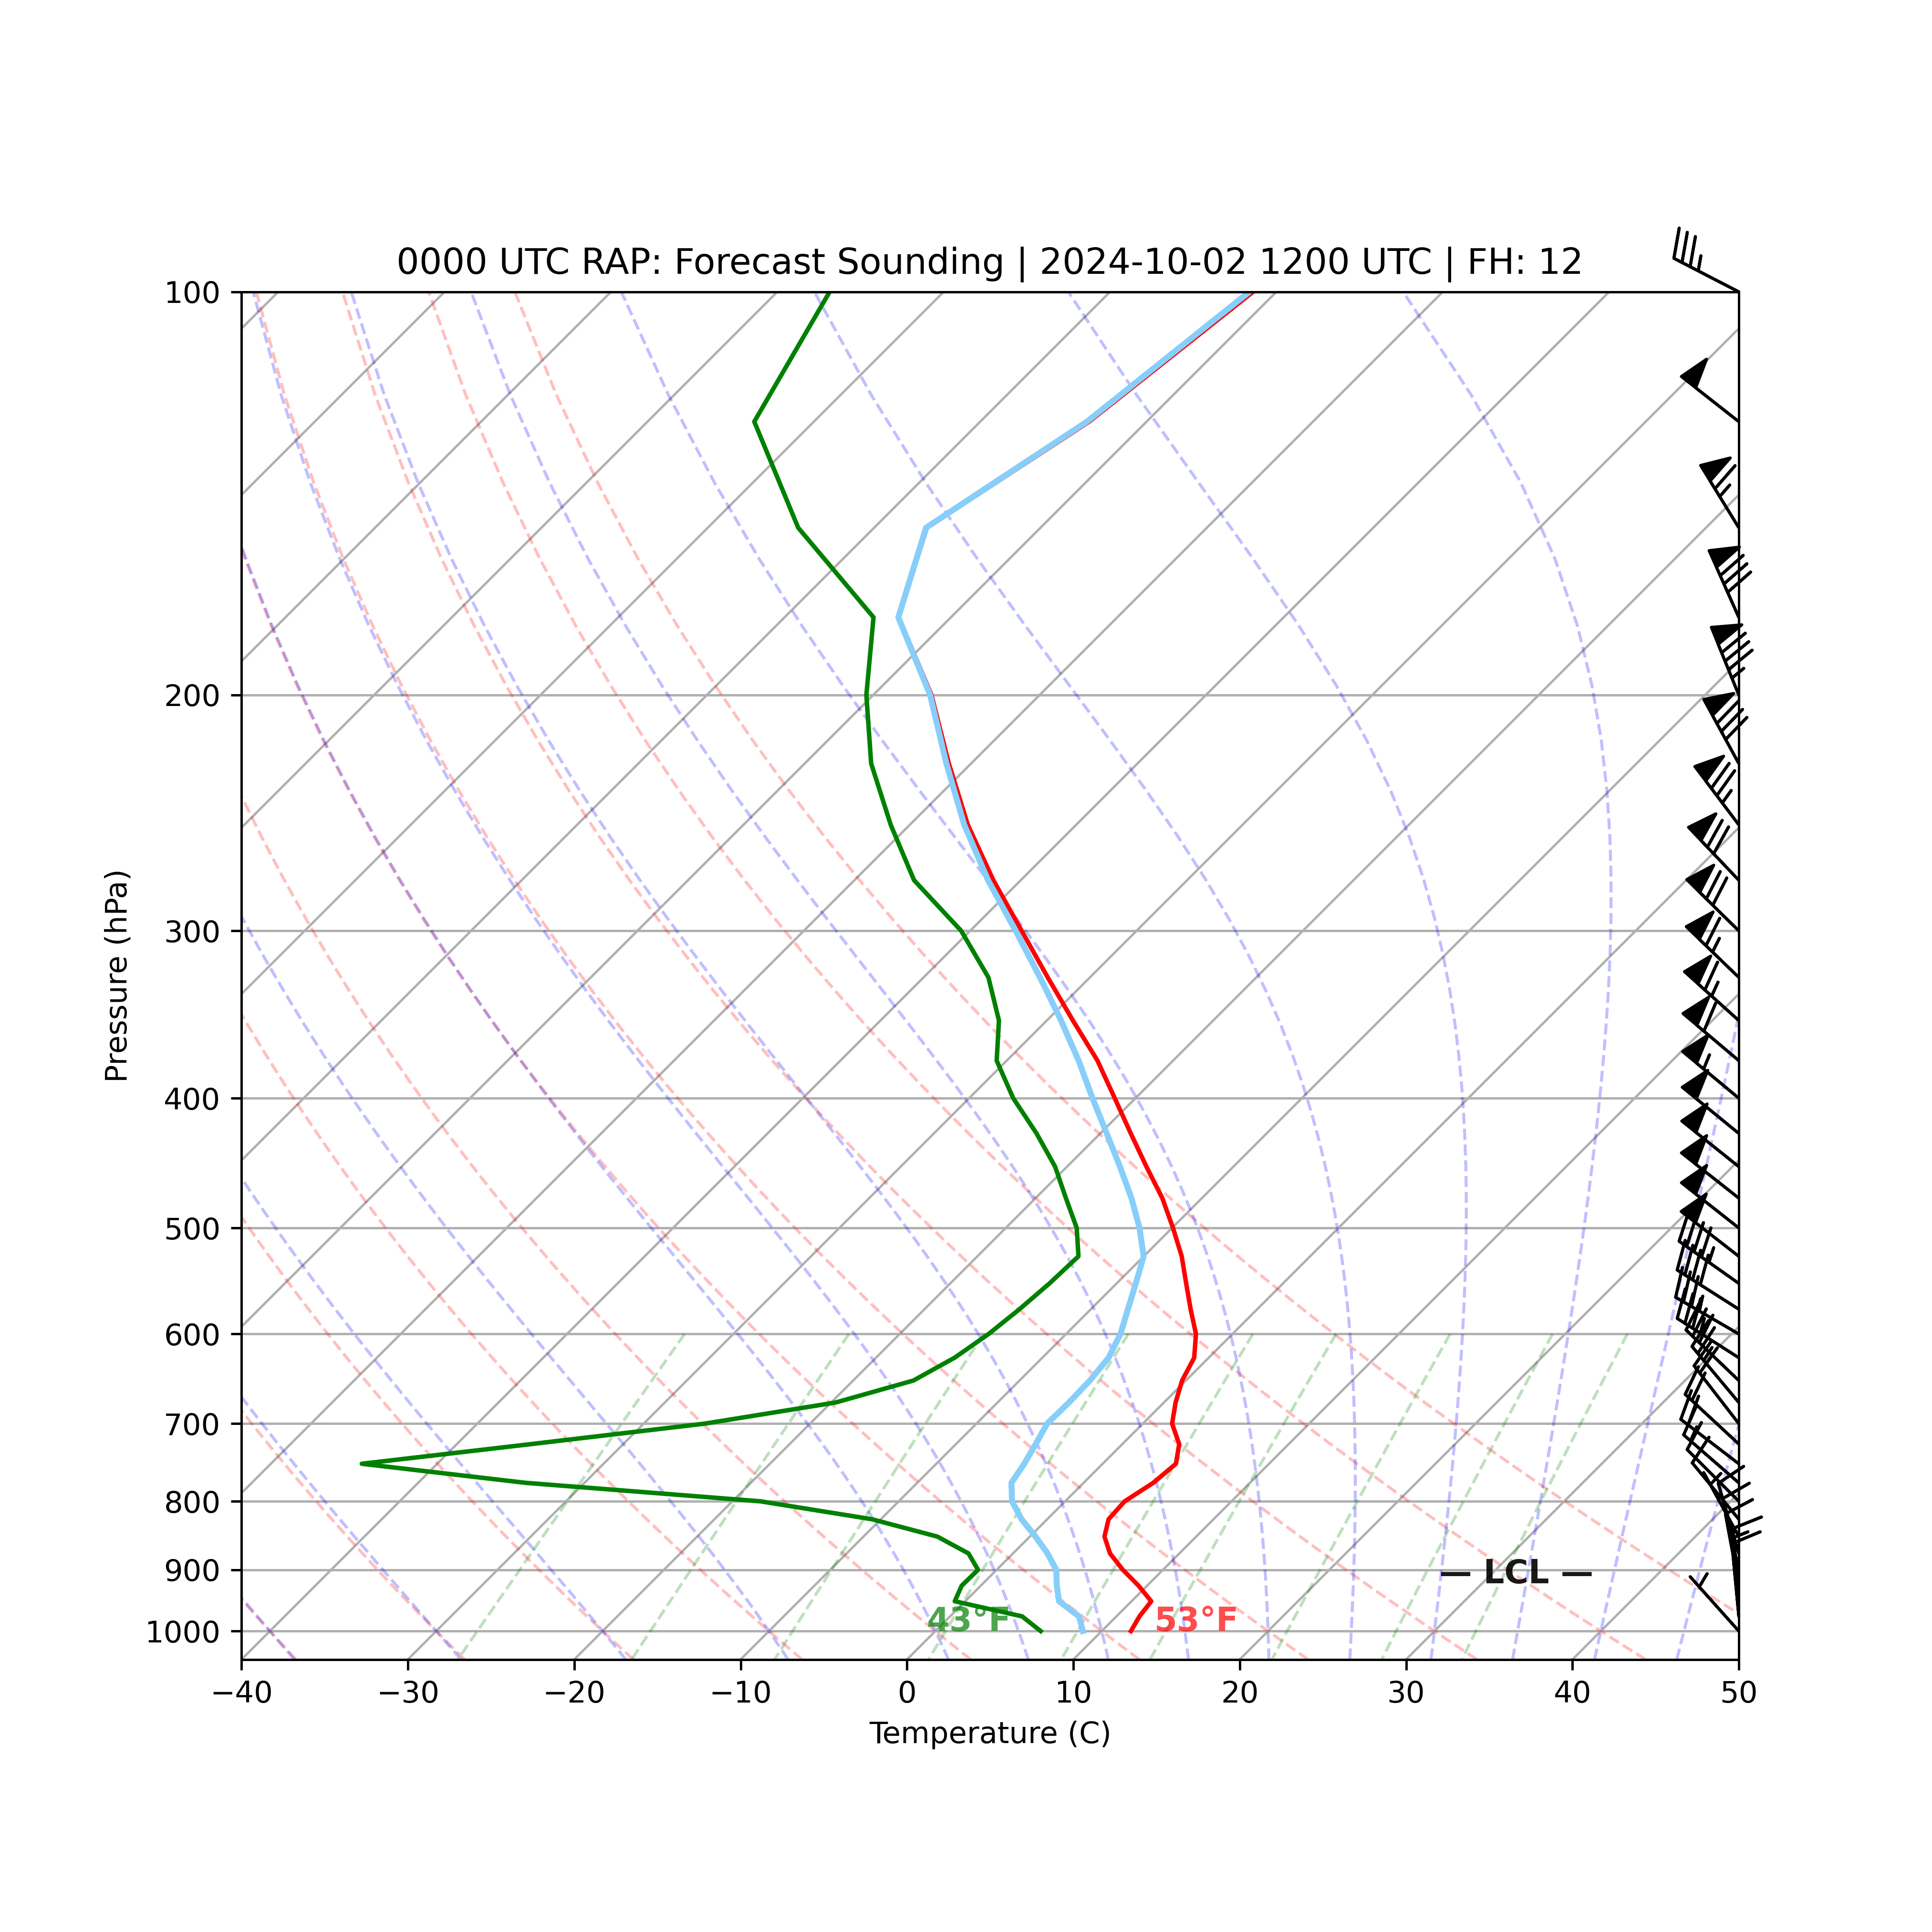 0000 UTC RAP: Forecast Sounding | 2024-10-02 1200 UTC | FH: 12
100
200
300
400
500
600
700
800
900
1000
Pressure (hPa)
— LCL —
43°F 53°F
−40 −30 −20 −10 0 10 20 30 40 50
Temperature (C)